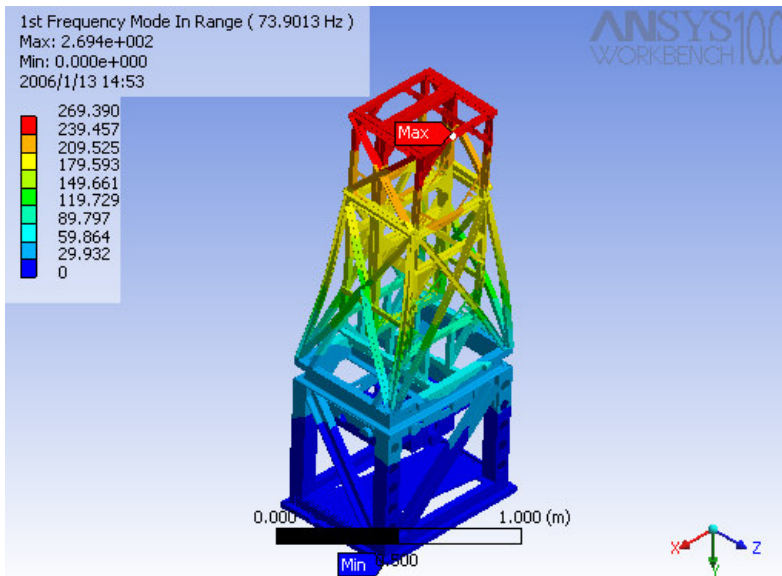 1st Frequency Mode In Range ( 73.9013 Hz )
Max: 2.694e+002
Min: 0.000e+000
2006/1/13 14:53
ANSYS
WORKBENCH 10.0
269.390
239.457
209.525
179.593
149.661
119.729
89.797
59.864
29.932
0
Max
0.000
1.000 (m)
0.500
Min
X
Y
Z